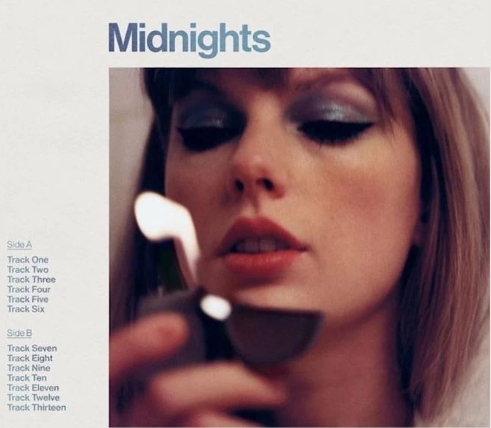 Midnights
Side A
Track One
Track Two
Track Three
Track Four
Track Five
Track Six
Side B
Track Seven
Track Eight
Track Nine
Track Ten
Track Eleven
Track Twelve
Track Thirteen